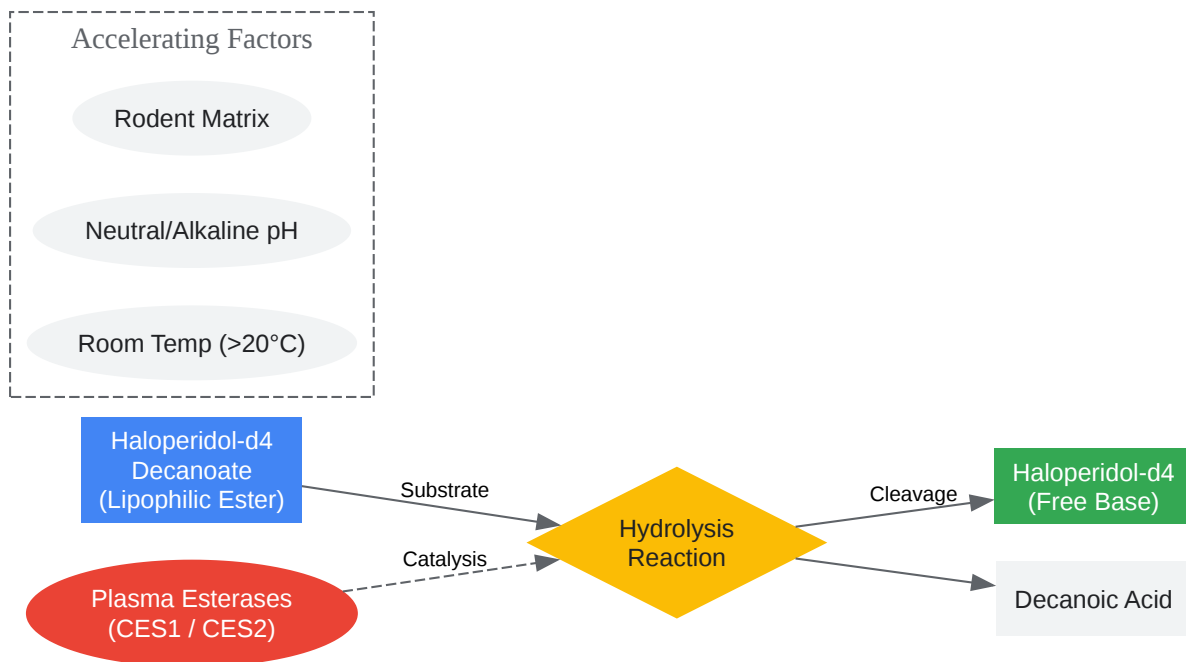 Accelerating Factors
Rodent Matrix
Neutral/Alkaline pH
Room Temp (>20°C)
Haloperidol-d4
Decanoate
(Lipophilic Ester)
Substrate
Plasma Esterases
(CES1 / CES2)
Catalysis
Hydrolysis
Reaction
Cleavage
Haloperidol-d4
(Free Base)
Decanoic Acid